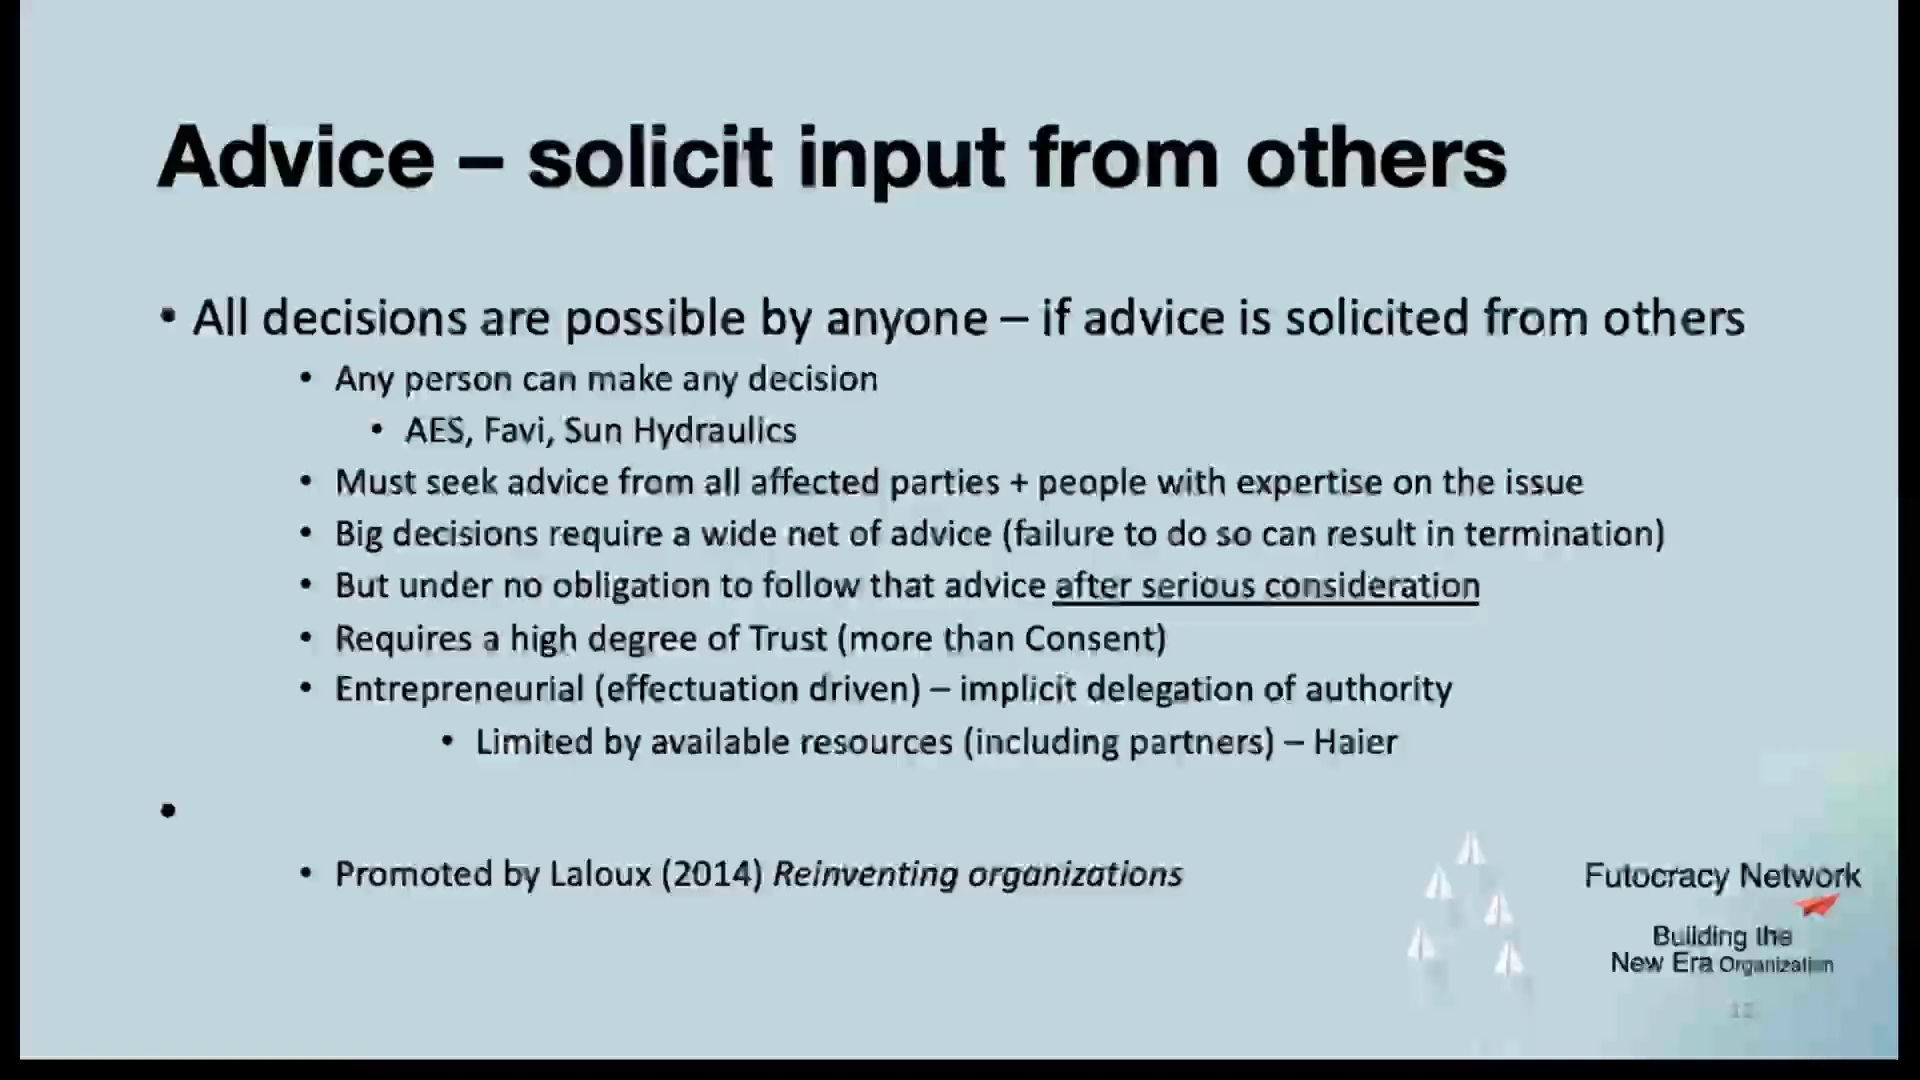 Advice – solicit input from others
• All decisions are possible by anyone – if advice is solicited from others
• Any person can make any decision
• AES, Favi, Sun Hydraulics
• Must seek advice from all affected parties + people with expertise on the issue
• Big decisions require a wide net of advice (failure to do so can result in termination)
• But under no obligation to follow that advice after serious consideration
• Requires a high degree of Trust (more than Consent)
• Entrepreneurial (effectuation driven) – implicit delegation of authority
• Limited by available resources (including partners) – Haier
•
• Promoted by Laloux (2014) Reinventing organizations
Futocracy Network
Building the
New Era Organization